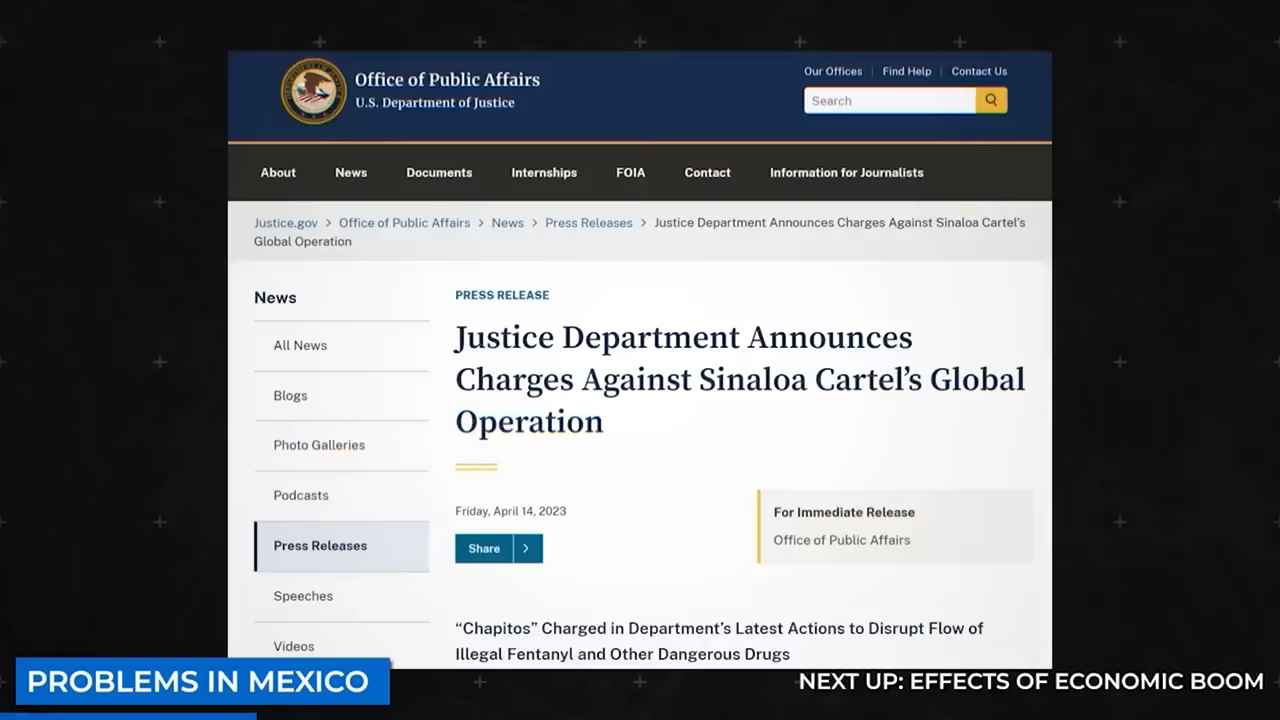 Office of Public Affairs
U.S. Department of Justice
Our Offices
Find Help
Contact Us
Search
About
News
Documents
Internships
FOIA
Contact
Information for Journalists
Justice.gov > Office of Public Affairs > News > Press Releases > Justice Department Announces Charges Against Sinaloa Cartel’s
Global Operation
News
All News
Blogs
Photo Galleries
Podcasts
Press Releases
Speeches
Videos
PRESS RELEASE
Justice Department Announces
Charges Against Sinaloa Cartel’s Global
Operation
Friday, April 14, 2023
Share
For Immediate Release
Office of Public Affairs
“Chapitos” Charged in Department’s Latest Actions to Disrupt Flow of
Illegal Fentanyl and Other Dangerous Drugs
PROBLEMS IN MEXICO
NEXT UP: EFFECTS OF ECONOMIC BOOM